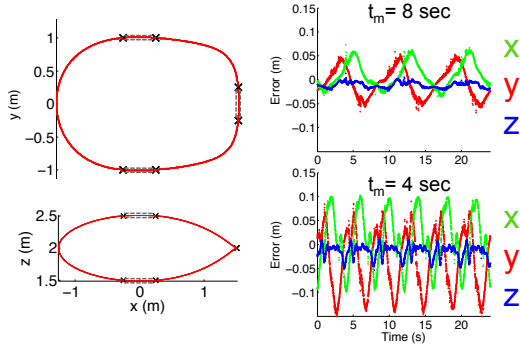 1
0.5
0
−0.5
−1
y (m)
2.5
2
1.5
z (m)
−1 0 1
x (m)
t_m = 8 sec
0.1
0.05
0
−0.05
−0.1
Error (m)
0 5 10 15 20
x
y
z
t_m = 4 sec
0.1
0.05
0
−0.05
−0.1
Error (m)
0 5 10 15 20
Time (s)
x
y
z